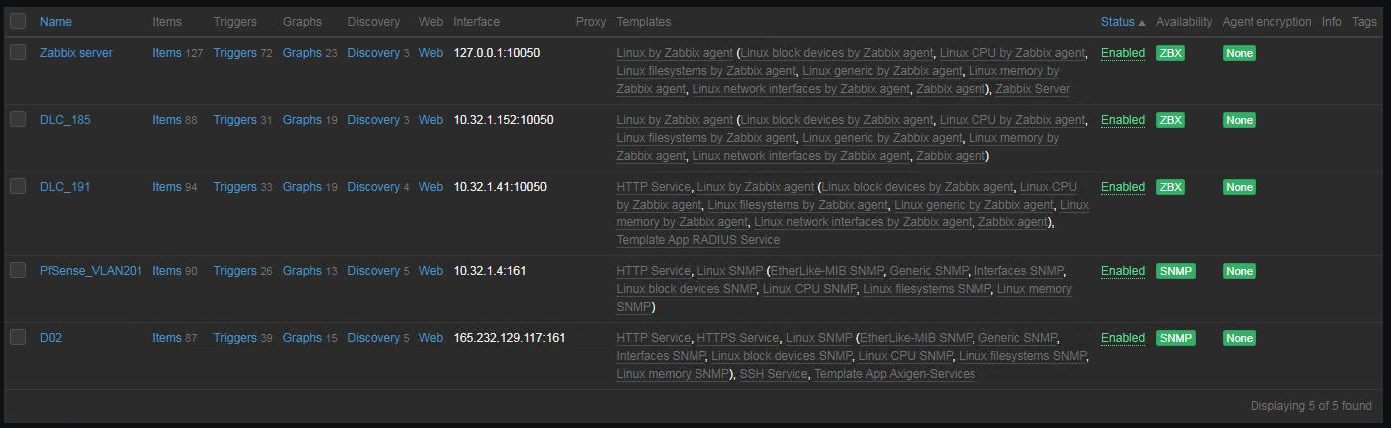 Name Items Triggers Graphs Discovery Web Interface Proxy Templates Status Availability Agent encryption Info Tags
Zabbix server Items 127 Triggers 72 Graphs 23 Discovery 3 Web 127.0.0.1:10050 Linux by Zabbix agent (Linux block devices by Zabbix agent, Linux CPU by Zabbix agent, Enabled ZBX None
Linux filesystems by Zabbix agent, Linux generic by Zabbix agent, Linux memory by
Zabbix agent, Linux network interfaces by Zabbix agent, Zabbix agent), Zabbix Server
DLC_185 Items 88 Triggers 31 Graphs 19 Discovery 3 Web 10.32.1.152:10050 Linux by Zabbix agent (Linux block devices by Zabbix agent, Linux CPU by Zabbix agent, Enabled ZBX None
Linux filesystems by Zabbix agent, Linux generic by Zabbix agent, Linux memory by
Zabbix agent, Linux network interfaces by Zabbix agent, Zabbix agent)
DLC_191 Items 94 Triggers 33 Graphs 19 Discovery 4 Web 10.32.1.41:10050 HTTP Service, Linux by Zabbix agent (Linux block devices by Zabbix agent, Linux CPU Enabled ZBX None
by Zabbix agent, Linux filesystems by Zabbix agent, Linux generic by Zabbix agent, Linux
memory by Zabbix agent, Linux network interfaces by Zabbix agent, Zabbix agent),
Template App RADIUS Service
PfSense_VLAN201 Items 90 Triggers 26 Graphs 13 Discovery 5 Web 10.32.1.4:161 HTTP Service, Linux SNMP (EtherLike-MIB SNMP, Generic SNMP, Interfaces SNMP, Enabled SNMP None
Linux block devices SNMP, Linux CPU SNMP, Linux filesystems SNMP, Linux memory
SNMP)
D02 Items 87 Triggers 39 Graphs 15 Discovery 5 Web 165.232.129.117:161 HTTP Service, HTTPS Service, Linux SNMP (EtherLike-MIB SNMP, Generic SNMP, Enabled SNMP None
Interfaces SNMP, Linux block devices SNMP, Linux CPU SNMP, Linux filesystems SNMP,
Linux memory SNMP), SSH Service, Template App Axigen-Services
Displaying 5 of 5 found